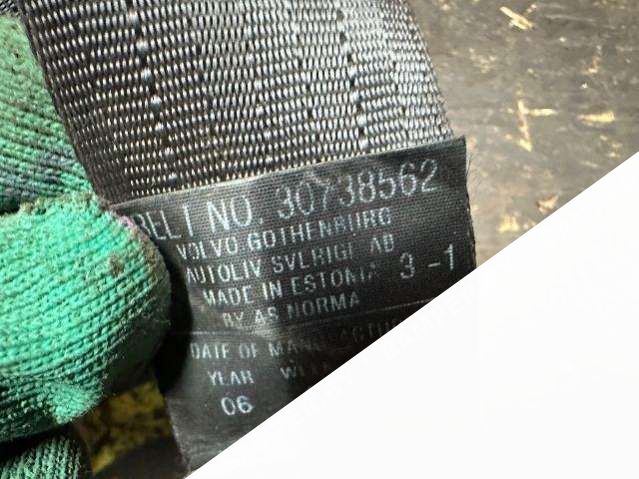 BELT NO. 30738562
VOLVO GOTHENBURG
AUTOLIV SVERIGE AB
MADE IN ESTONIA 3-1
BY AS NORMA
DATE OF
YEAR
06